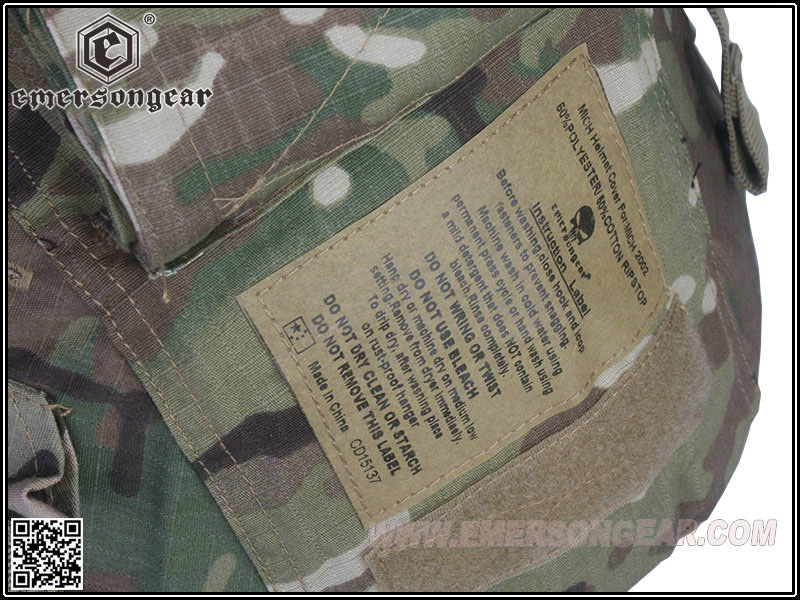 emersongear®
MICH Helmet Cover For:MICH 2002
60%POLYESTER/ 60%COTTON RIPSTOP
emersongear®
Instruction Label
Before washing close hook and loop
fasteners to prevent snagging.
Machine wash in cold water using
permanent press cycle or hand wash using
a mild detergent the does NOT contain
bleach.Rinse completely.
DO NOT WRING OR TWIST
DO NOT USE BLEACH
Hang dry or machine dry on medium low
setting.Remove from dryer immediately.
To drip dry, after washing place
on rust-proof hanger
DO NOT DRY CLEAN OR STARCH
DO NOT REMOVE THIS LABEL
Made in China CD15137
WWW.EMERSONGEAR.COM